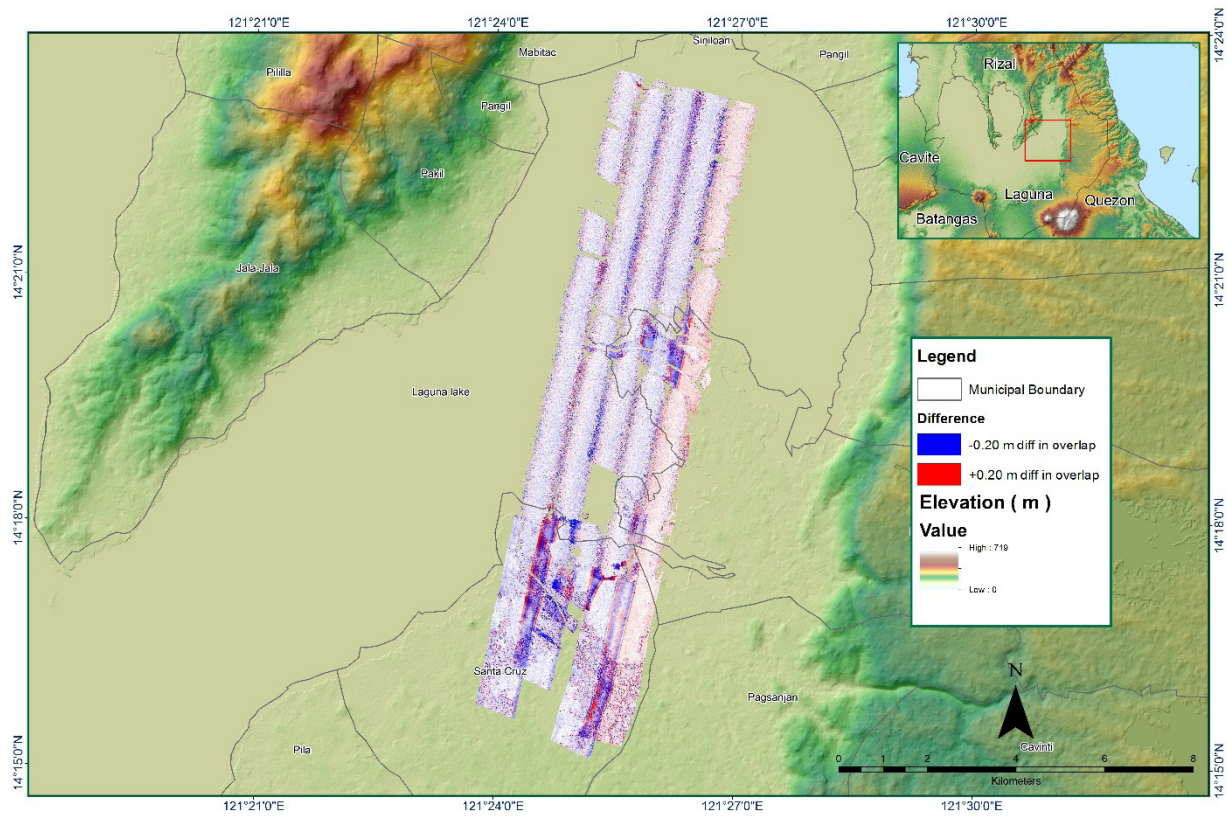 121°21'0"E
121°24'0"E
121°27'0"E
121°30'0"E
14°24'0"N
14°21'0"N
14°18'0"N
14°15'0"N
Siniloan
Mabitac
Pangil
Pililla
Pangil
Pakil
Jala-Jala
Laguna lake
Santa Cruz
Pagsanjan
Pila
Cavinti
Rizal
Cavite
Laguna
Quezon
Batangas
Legend
Municipal Boundary
Difference
-0.20 m diff in overlap
+0.20 m diff in overlap
Elevation ( m )
Value
High : 719
Low : 0
N
0 0.5 1 2 4 6 8
Kilometers
14°21'0"N
14°18'0"N
14°15'0"N
121°21'0"E
121°24'0"E
121°27'0"E
121°30'0"E